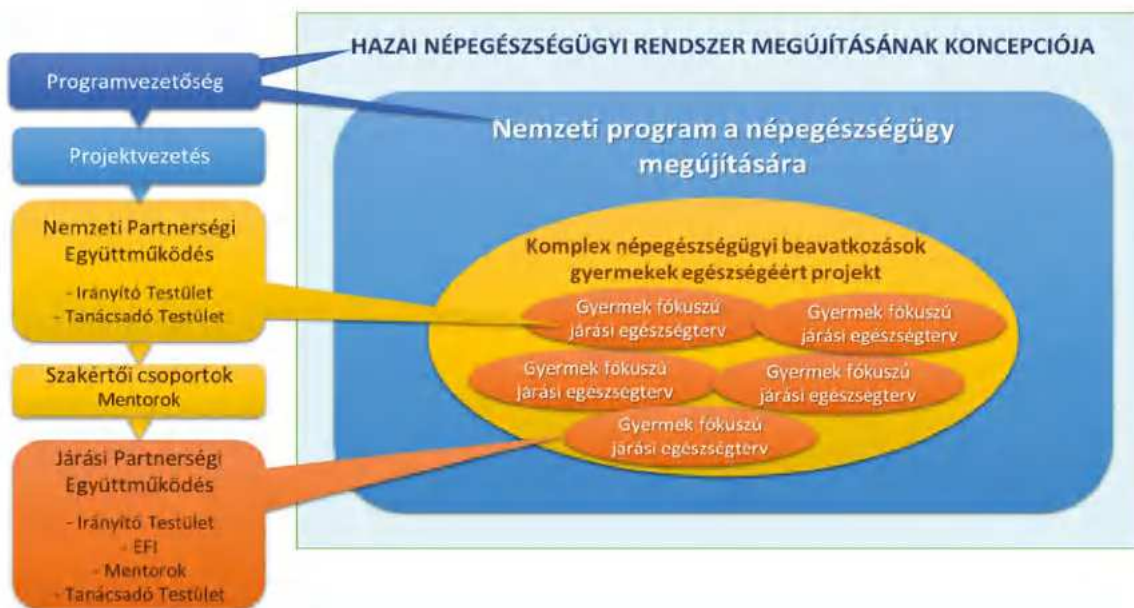 HAZAI NÉPEGÉSZSÉGÜGYI RENDSZER MEGÚJÍTÁSÁNAK KONCEPCIÓJA
Programvezetőség
Projektvezetés
Nemzeti Partnerségi
Együttműködés
- Irányító Testület
- Tanácsadó Testület
Szakértői csoportok
Mentorok
Járási Partnerségi
Együttműködés
- Irányító Testület
- EFI
- Mentorok
- Tanácsadó Testület
Nemzeti program a népegészségügy
megújítására
Komplex népegészségügyi beavatkozások
gyermekek egészségéért projekt
Gyermek fókuszú
járási egészségterv
Gyermek fókuszú
járási egészségterv
Gyermek fókuszú
járási egészségterv
Gyermek fókuszú
járási egészségterv
Gyermek fókuszú
járási egészségterv